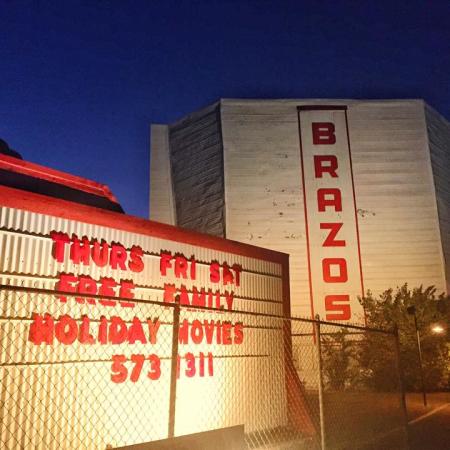 THURS FRI SAT
FREE FAMILY
HOLIDAY MOVIES
573 1311
BRAZOS